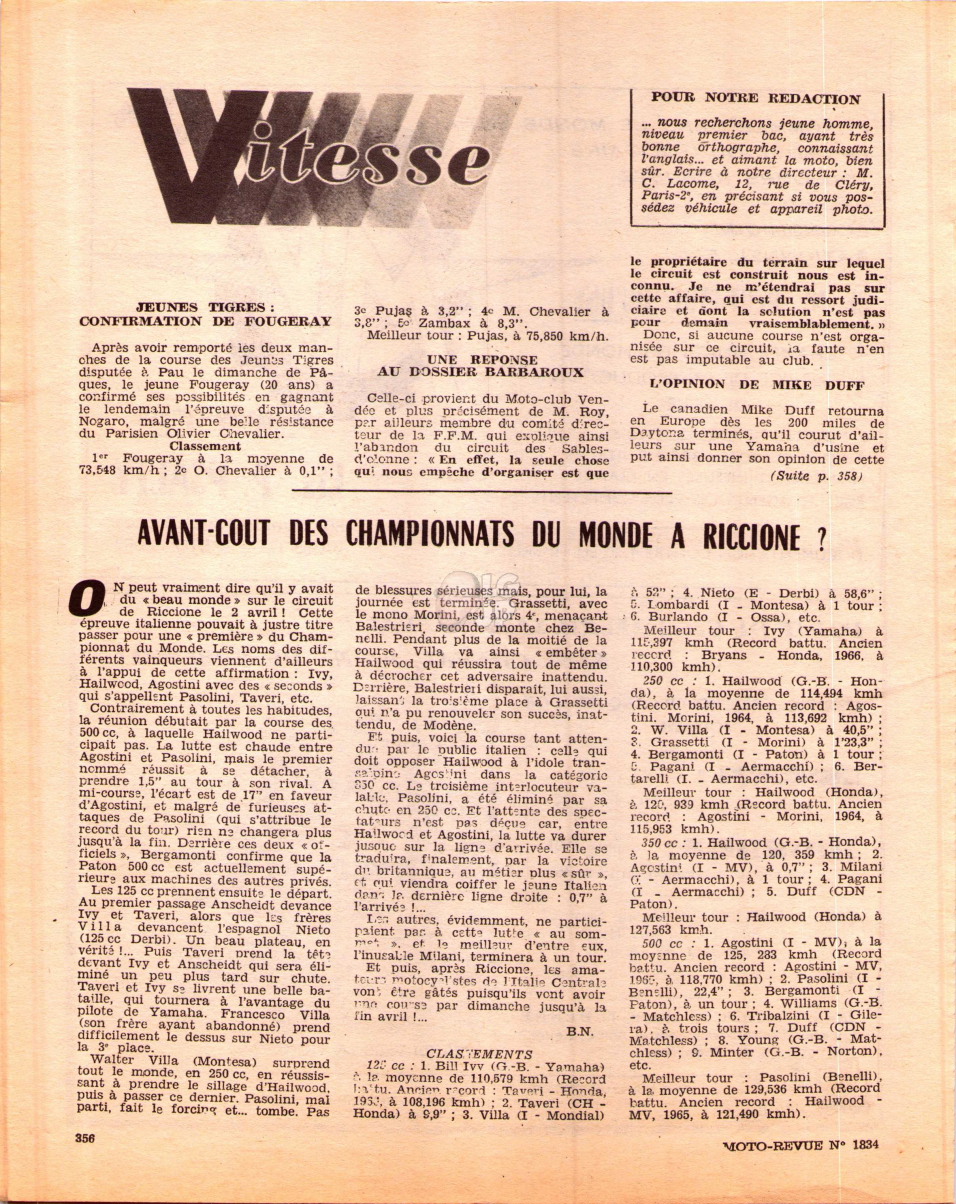 Vitesse
JEUNES TIGRES :
CONFIRMATION DE FOUGERAY
Après avoir remporté les deux man-
ches de la course des Jeunes Tigres
disputée à Pau le dimanche de Pâ-
ques, le jeune Fougeray (20 ans) a
confirmé ses possibilités en gagnant
le lendemain l'épreuve disputée à
Nogaro, malgré une belle résistance
du Parisien Olivier Chevalier.
Classement
1er Fougeray à la moyenne de
73,548 km/h ; 2e O. Chevalier à 0,1'' ;
3e Pujas à 3,2'' ; 4e M. Chevalier à
3,8'' ; 5e Zambax à 8,3''.
Meilleur tour : Pujas, à 75,850 km/h.
UNE REPONSE
AU DOSSIER BARBAROUX
Celle-ci provient du Moto-club Ven-
dée et plus précisément de M. Roy,
par ailleurs membre du comité direc-
teur de la F.F.M. qui explique ainsi
l'abandon du circuit des Sables-
d'olonne : « En effet, la seule chose
qui nous empêche d'organiser est que
POUR NOTRE REDACTION
... nous recherchons jeune homme,
niveau premier bac, ayant très
bonne orthographe, connaissant
l'anglais... et aimant la moto, bien
sûr. Ecrire à notre directeur : M.
C. Lacome, 12, rue de Cléry,
Paris-2e, en précisant si vous pos-
sédez véhicule et appareil photo.
le propriétaire du terrain sur lequel
le circuit est construit nous est in-
connu. Je ne m'étendrai pas sur
cette affaire, qui est du ressort judi-
ciaire et dont la solution n'est pas
pour demain vraisemblablement. »
Donc, si aucune course n'est orga-
nisée sur ce circuit, la faute n'en
est pas imputable au club.
L'OPINION DE MIKE DUFF
Le canadien Mike Duff retourna
en Europe dès les 200 miles de
Daytona terminés, qu'il courut d'ail-
leurs sur une Yamaha d'usine et
put ainsi donner son opinion de cette
(Suite p. 358)
AVANT-GOUT DES CHAMPIONNATS DU MONDE A RICCIONE ?
ON peut vraiment dire qu'il y avait
du « beau monde » sur le circuit
de Riccione le 2 avril ! Cette
épreuve italienne pouvait à juste titre
passer pour une « première » du Cham-
pionnat du Monde. Les noms des dif-
férents vainqueurs viennent d'ailleurs
à l'appui de cette affirmation : Ivy,
Hailwood, Agostini avec des « seconds »
qui s'appellent Pasolini, Taveri, etc.
Contrairement à toutes les habitudes,
la réunion débutait par la course des
500 cc, à laquelle Hailwood ne parti-
cipait pas. La lutte est chaude entre
Agostini et Pasolini, mais le premier
nommé réussit à se détacher, à
prendre 1,5'' au tour à son rival. A
mi-course, l'écart est de 17'' en faveur
d'Agostini, et malgré de furieuses at-
taques de Pasolini (qui s'attribue le
record du tour) rien ne changera plus
jusqu'à la fin. Derrière ces deux « of-
ficiels », Bergamonti confirme que la
Paton 500 cc est actuellement supé-
rieure aux machines des autres privés.
Les 125 cc prennent ensuite le départ.
Au premier passage Anscheidt devance
Ivy et Taveri, alors que les frères
Villa devancent l'espagnol Nieto
(125 cc Derbi). Un beau plateau, en
vérité !... Puis Taveri prend la tête
devant Ivy et Anscheidt qui sera éli-
miné un peu plus tard sur chute.
Taveri et Ivy se livrent une belle ba-
taille, qui tournera à l'avantage du
pilote de Yamaha. Francesco Villa
(son frère ayant abandonné) prend
difficilement le dessus sur Nieto pour
la 3e place.
Walter Villa (Montesa) surprend
tout le monde, en 250 cc, en réussis-
sant à prendre le sillage d'Hailwood,
puis à passer ce dernier. Pasolini, mal
parti, fait le forcing et... tombe. Pas
de blessures sérieuses mais, pour lui, la
journée est terminée. Grassetti, avec
le mono Morini, est alors 4e, menaçant
Balestrieri, seconde monte chez Be-
nelli. Pendant plus de la moitié de la
course, Villa va ainsi « embêter »
Hailwood qui réussira tout de même
à décrocher cet adversaire inattendu.
Derrière, Balestrieri disparaît, lui aussi,
laissant la troisième place à Grassetti
qui n'a pu renouveler son succès, inat-
tendu, de Modène.
Et puis, voici la course tant atten-
due par le public italien : celle qui
doit opposer Hailwood à l'idole tran-
salpine Agostini dans la catégorie
350 cc. Le troisième interlocuteur va-
lable, Pasolini, a été éliminé par sa
chute en 250 cc. Et l'attente des spec-
tateurs n'est pas déçue car, entre
Hailwood et Agostini, la lutte va durer
jusque sur la ligne d'arrivée. Elle se
traduira, finalement, par la victoire
du britannique, au métier plus « sûr »,
et qui viendra coiffer le jeune Italien
dans la dernière ligne droite : 0,7'' à
l'arrivée !...
Les autres, évidemment, ne partici-
paient pas à cette lutte « au som-
met », et le meilleur d'entre eux,
l'inusable Milani, terminera à un tour.
Et puis, après Riccione, les ama-
teurs motocyclistes de l'Italie Centrale
vont être gâtés puisqu'ils vont avoir
une course par dimanche jusqu'à la
fin avril !...
B.N.
CLASSEMENTS
125 cc : 1. Bill Ivy (G.-B. - Yamaha)
à la moyenne de 110,579 kmh (Record
battu. Ancien record : Taveri - Honda,
à 108,196 kmh) ; 2. Taveri (CH -
Honda) à 9,9'' ; 3. Villa (I - Mondial)
à 52'' ; 4. Nieto (E - Derbi) à 58,6'' ;
5. Lombardi (I - Montesa) à 1 tour ;
6. Burlando (I - Ossa), etc.
Meilleur tour : Ivy (Yamaha) à
115,397 kmh (Record battu. Ancien
record : Bryans - Honda, 1966, à
110,300 kmh).
250 cc : 1. Hailwood (G.-B. - Hon-
da), à la moyenne de 114,494 kmh
(Record battu. Ancien record : Agos-
tini. Morini, 1964, à 113,692 kmh) ;
2. W. Villa (I - Montesa) à 40,5'' ;
3. Grassetti (I - Morini) à 1'23,3'' ;
4. Bergamonti (I - Paton) à 1 tour ;
5. Pagani (I - Aermacchi) ; 6. Ber-
tarelli (I. - Aermacchi), etc.
Meilleur tour : Hailwood (Honda),
à 120, 939 kmh (Record battu. Ancien
record : Agostini - Morini, 1964, à
115,953 kmh).
350 cc : 1. Hailwood (G.-B. - Honda),
à la moyenne de 120, 359 kmh ; 2.
Agostini (I - MV), à 0,7'' ; 3. Milani
(I - Aermacchi), à 1 tour ; 4. Pagani
(I - Aermacchi) ; 5. Duff (CDN -
Paton).
Meilleur tour : Hailwood (Honda) à
127,563 kmh.
500 cc : 1. Agostini (I - MV), à la
moyenne de 125, 283 kmh (Record
battu. Ancien record : Agostini - MV,
1965, à 118,770 kmh) ; 2. Pasolini (I -
Benelli), 22,4'' ; 3. Bergamonti (I -
Paton), à un tour ; 4. Williams (G.-B.
- Matchless) ; 6. Tribalzini (I - Gile-
ra), à trois tours ; 7. Duff (CDN -
Matchless) ; 8. Young (G.-B. - Mat-
chless) ; 9. Minter (G.-B. - Norton),
etc.
Meilleur tour : Pasolini (Benelli),
à la moyenne de 129,536 kmh (Record
battu. Ancien record : Hailwood -
MV, 1965, à 121,490 kmh).
356
MOTO-REVUE N° 1834